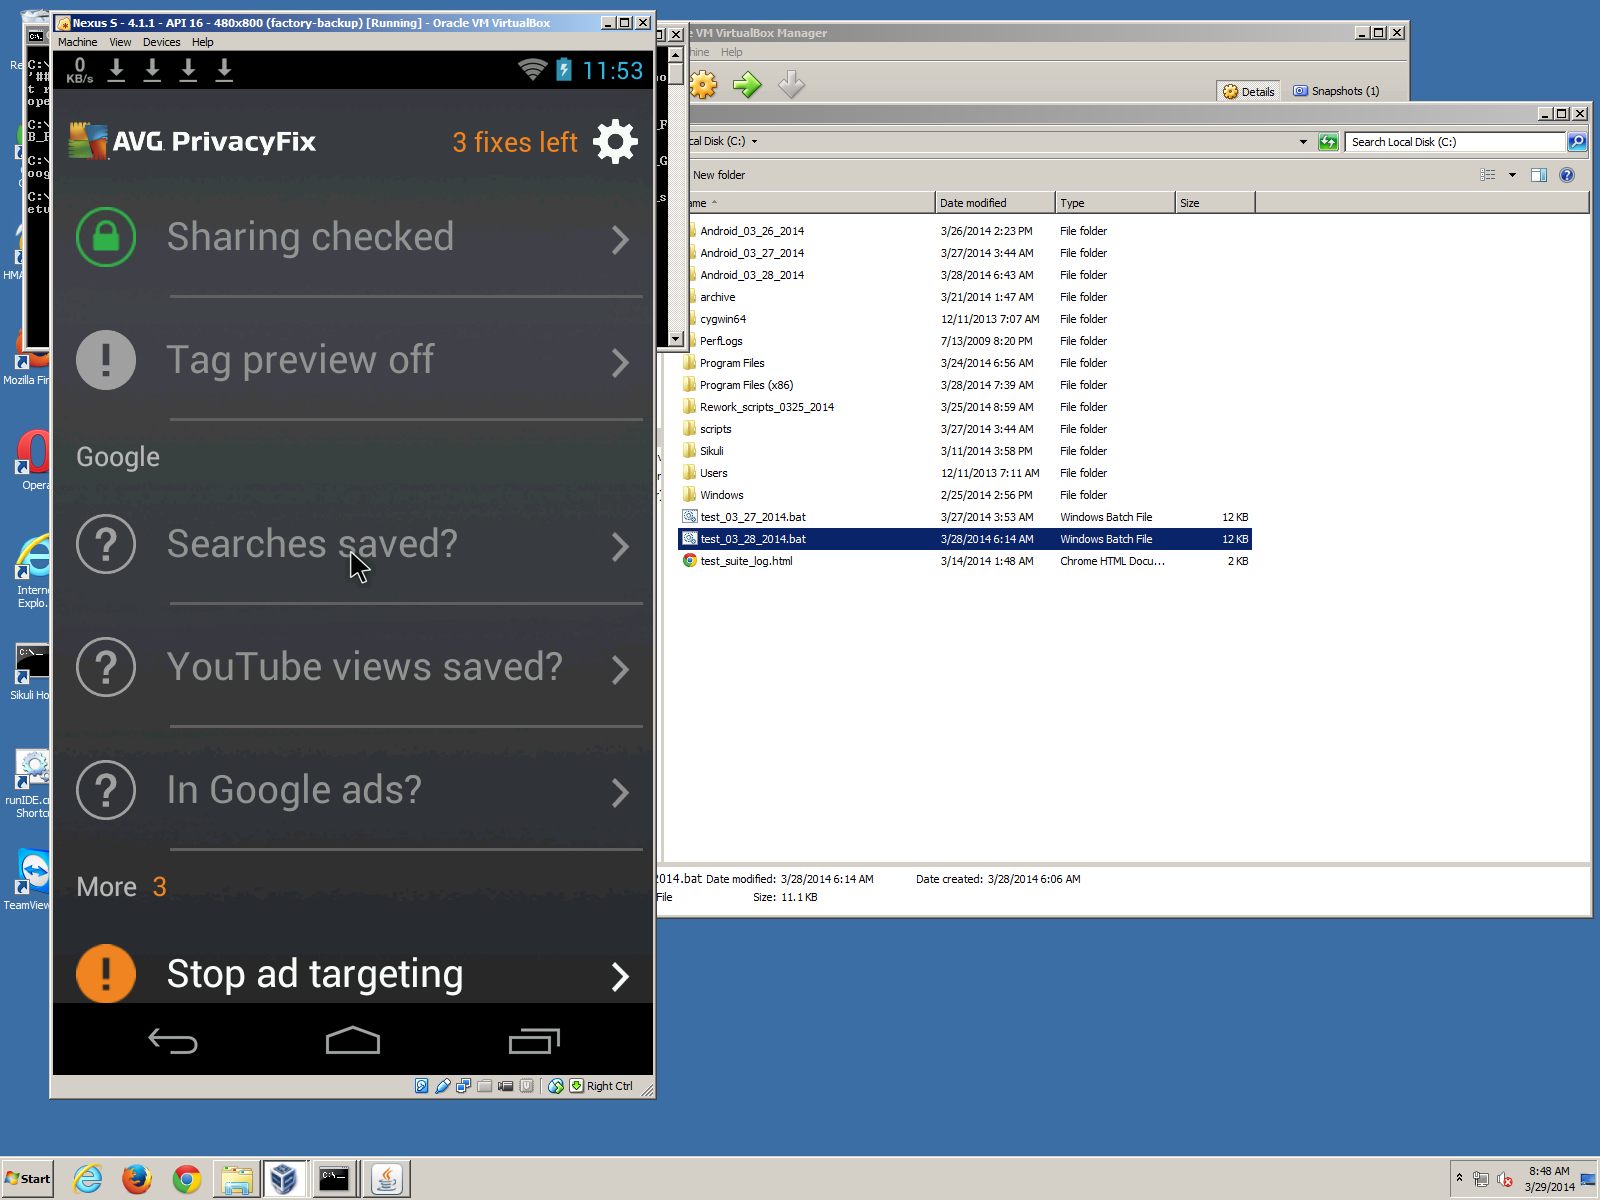 Nexus S - 4.1.1 - API 16 - 480x800 (factory-backup) [Running] - Oracle VM VirtualBox
Machine View Devices Help
0 KB/s
11:53
AVG PrivacyFix
3 fixes left
Sharing checked
Tag preview off
Google
Searches saved?
YouTube views saved?
In Google ads?
More 3
Stop ad targeting
Right Ctrl
VM VirtualBox Manager
Help
Details
Snapshots (1)
cal Disk (C:)
Search Local Disk (C:)
New folder
ame
Date modified
Type
Size
Android_03_26_2014 3/26/2014 2:23 PM File folder
Android_03_27_2014 3/27/2014 3:44 AM File folder
Android_03_28_2014 3/28/2014 6:43 AM File folder
archive 3/21/2014 1:47 AM File folder
cygwin64 12/11/2013 7:07 AM File folder
PerfLogs 7/13/2009 8:20 PM File folder
Program Files 3/24/2014 6:56 AM File folder
Program Files (x86) 3/28/2014 7:39 AM File folder
Rework_scripts_0325_2014 3/25/2014 8:59 AM File folder
scripts 3/27/2014 3:44 AM File folder
Sikuli 3/11/2014 3:58 PM File folder
Users 12/11/2013 7:11 AM File folder
Windows 2/25/2014 2:56 PM File folder
test_03_27_2014.bat 3/27/2014 3:53 AM Windows Batch File 12 KB
test_03_28_2014.bat 3/28/2014 6:14 AM Windows Batch File 12 KB
test_suite_log.html 3/14/2014 1:48 AM Chrome HTML Docu... 2 KB
2014.bat Date modified: 3/28/2014 6:14 AM Date created: 3/28/2014 6:06 AM
File Size: 11.1 KB
Re
HMA
Mozilla Fir
Opera
Intern
Explo.
Sikuli Ho
runIDE.c
Shortcu
TeamView
Start
8:48 AM
3/29/2014